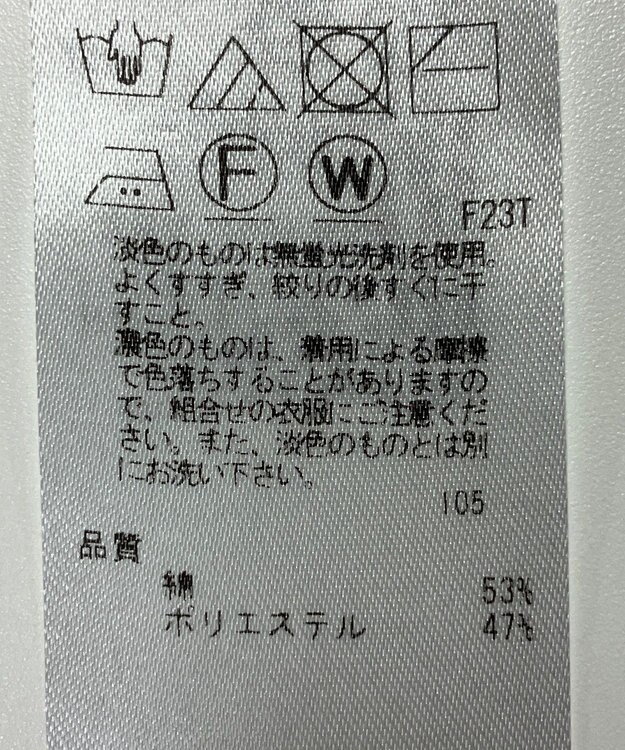 F W
F23T
淡色のものは無蛍光洗剤を使用。
よくすすぎ、絞りの後すぐに干
すこと。
濃色のものは、着用による摩擦
で色落ちすることがありますの
で、組合せの衣服にご注意くだ
さい。また、淡色のものとは別
にお洗い下さい。
105
品質
綿 53%
ポリエステル 47%